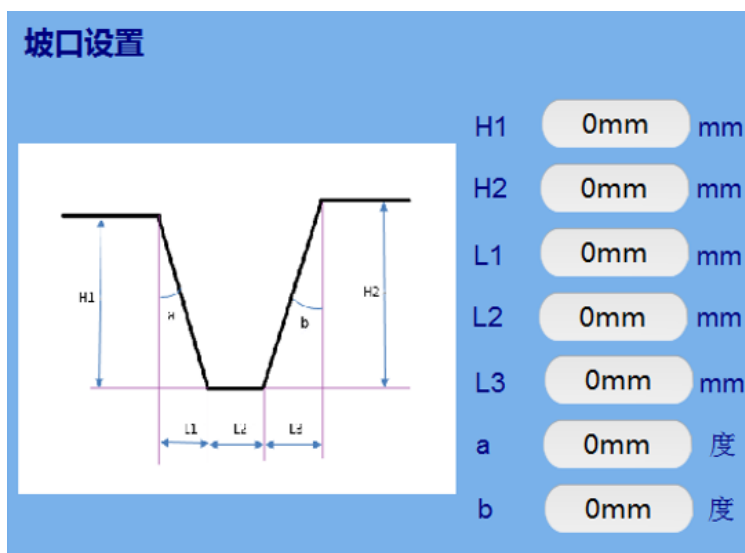 坡口设置
H1 0mm mm
H2 0mm mm
L1 0mm mm
L2 0mm mm
L3 0mm mm
a 0mm 度
b 0mm 度
H1
a
b
H2
L1 L2 L3